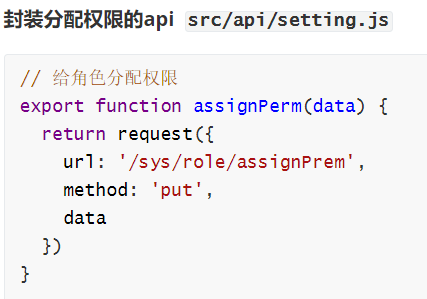 封装分配权限的api src/api/setting.js
// 给角色分配权限
export function assignPerm(data) {
  return request({
    url: '/sys/role/assignPrem',
    method: 'put',
    data
  })
}